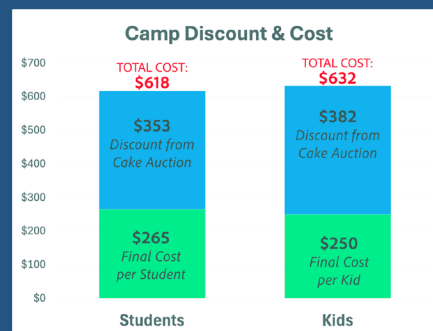 Camp Discount & Cost
$700
$600
$500
$400
$300
$200
$100
$0
TOTAL COST:
$618
$353
Discount from
Cake Auction
$265
Final Cost
per Student
Students
TOTAL COST:
$632
$382
Discount from
Cake Auction
$250
Final Cost
per Kid
Kids